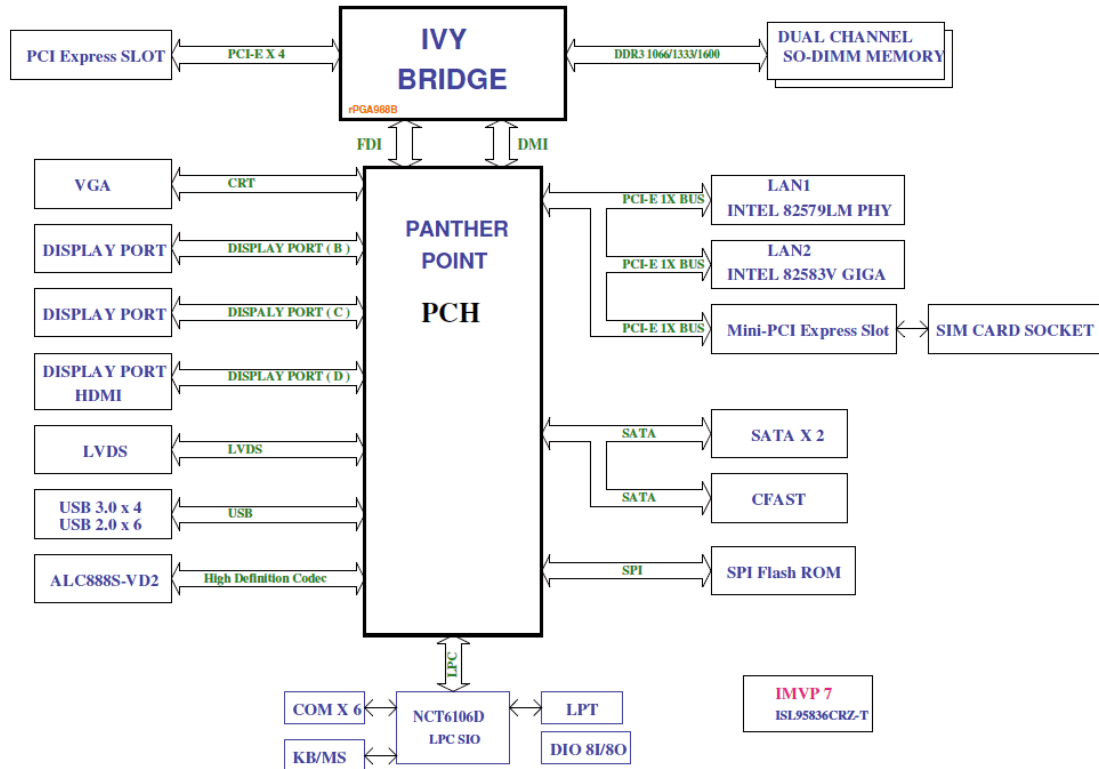 PCI Express SLOT
PCI-E X 4
IVY
BRIDGE
rPGA988B
DDR3 1066/1333/1600
DUAL CHANNEL
SO-DIMM MEMORY
FDI
DMI
VGA
CRT
DISPLAY PORT
DISPLAY PORT ( B )
DISPLAY PORT
DISPALY PORT ( C )
DISPLAY PORT
HDMI
DISPLAY PORT ( D )
LVDS
LVDS
USB 3.0 x 4
USB 2.0 x 6
USB
ALC888S-VD2
High Definition Codec
PANTHER
POINT
PCH
PCI-E 1X BUS
LAN1
INTEL 82579LM PHY
PCI-E 1X BUS
LAN2
INTEL 82583V GIGA
PCI-E 1X BUS
Mini-PCI Express Slot
SIM CARD SOCKET
SATA
SATA X 2
SATA
CFAST
SPI
SPI Flash ROM
LPC
COM X 6
KB/MS
NCT6106D
LPC SIO
LPT
DIO 8I/8O
IMVP 7
ISL95836CRZ-T